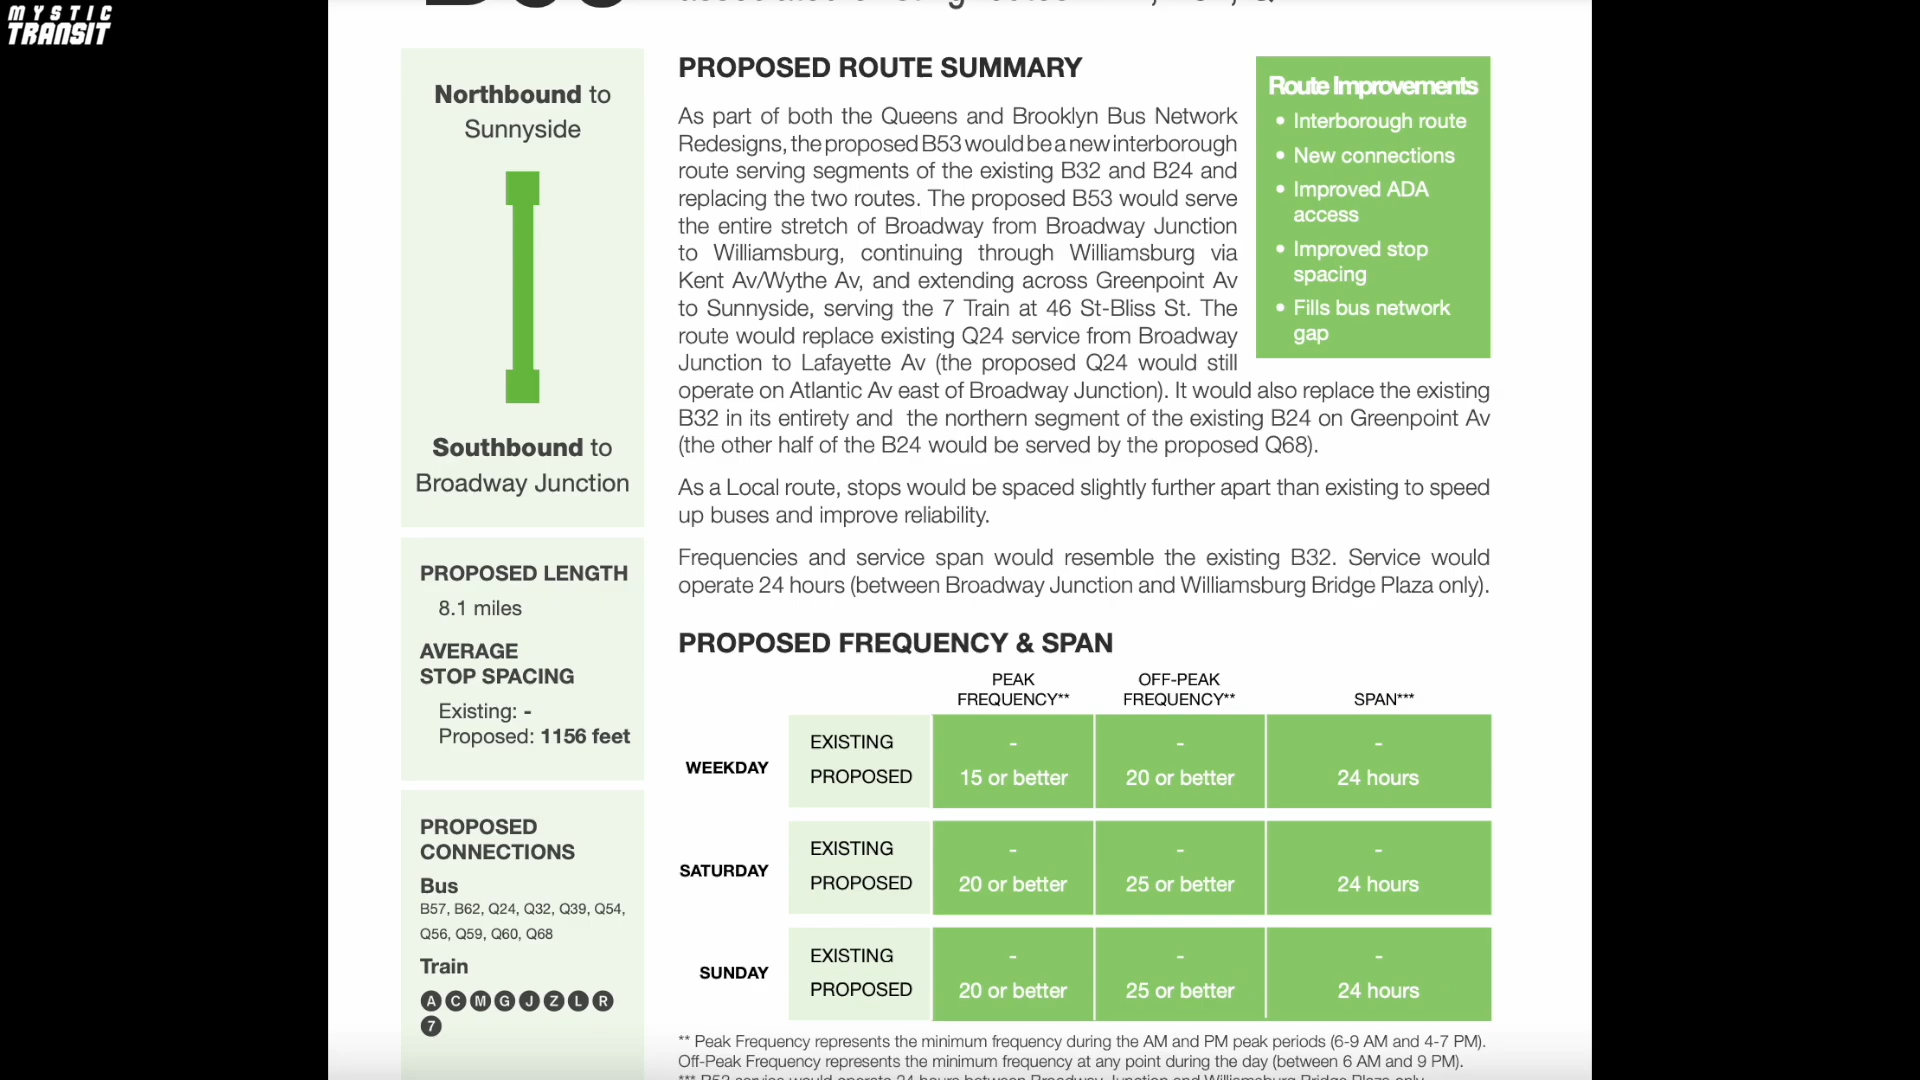 MYSTIC
TRANSIT
Northbound to
Sunnyside
Southbound to
Broadway Junction
PROPOSED LENGTH
8.1 miles
AVERAGE
STOP SPACING
Existing: -
Proposed: 1156 feet
PROPOSED
CONNECTIONS
Bus
B57, B62, Q24, Q32, Q39, Q54,
Q56, Q59, Q60, Q68
Train
A C M G J Z L R
7
PROPOSED ROUTE SUMMARY
As part of both the Queens and Brooklyn Bus Network
Redesigns, the proposed B53 would be a new interborough
route serving segments of the existing B32 and B24 and
replacing the two routes. The proposed B53 would serve
the entire stretch of Broadway from Broadway Junction
to Williamsburg, continuing through Williamsburg via
Kent Av/Wythe Av, and extending across Greenpoint Av
to Sunnyside, serving the 7 Train at 46 St-Bliss St. The
route would replace existing Q24 service from Broadway
Junction to Lafayette Av (the proposed Q24 would still
operate on Atlantic Av east of Broadway Junction). It would also replace the existing
B32 in its entirety and the northern segment of the existing B24 on Greenpoint Av
(the other half of the B24 would be served by the proposed Q68).
As a Local route, stops would be spaced slightly further apart than existing to speed
up buses and improve reliability.
Frequencies and service span would resemble the existing B32. Service would
operate 24 hours (between Broadway Junction and Williamsburg Bridge Plaza only).
Route Improvements
• Interborough route
• New connections
• Improved ADA
access
• Improved stop
spacing
• Fills bus network
gap
PROPOSED FREQUENCY & SPAN
PEAK
FREQUENCY**
OFF-PEAK
FREQUENCY**
SPAN***
WEEKDAY
EXISTING - - -
PROPOSED 15 or better 20 or better 24 hours
SATURDAY
EXISTING - - -
PROPOSED 20 or better 25 or better 24 hours
SUNDAY
EXISTING - - -
PROPOSED 20 or better 25 or better 24 hours
** Peak Frequency represents the minimum frequency during the AM and PM peak periods (6-9 AM and 4-7 PM).
Off-Peak Frequency represents the minimum frequency at any point during the day (between 6 AM and 9 PM).
*** B53 service would operate 24 hours between Broadway Junction and Williamsburg Bridge Plaza only